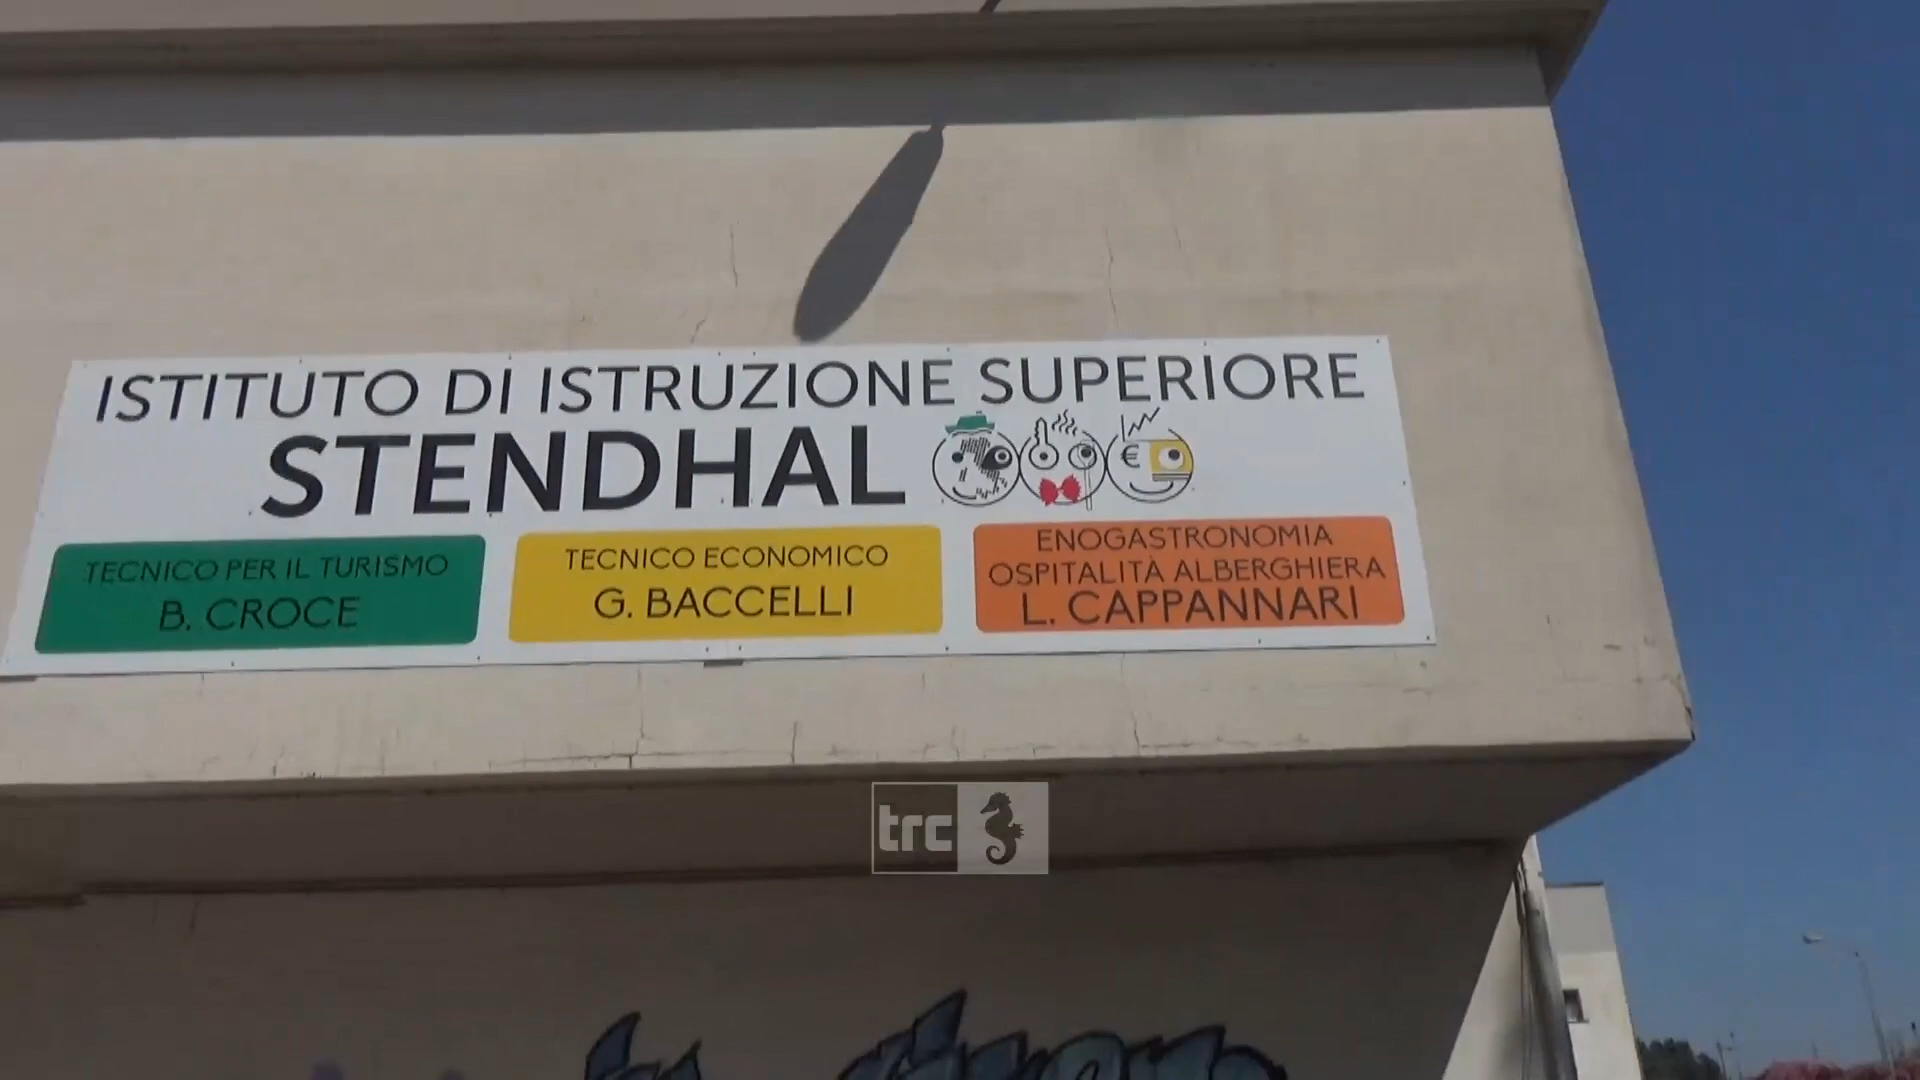 ISTITUTO DI ISTRUZIONE SUPERIORE
STENDHAL
TECNICO PER IL TURISMO
B. CROCE
TECNICO ECONOMICO
G. BACCELLI
ENOGASTRONOMIA
OSPITALITÀ ALBERGHIERA
L. CAPPANNARI
trc